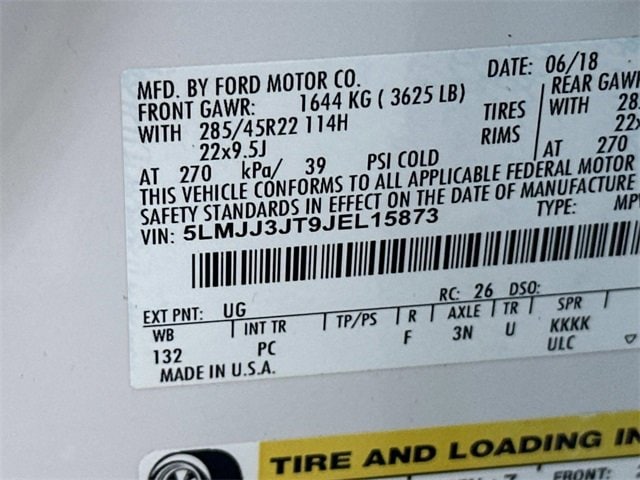 MFD. BY FORD MOTOR CO. DATE: 06/18
FRONT GAWR: 1644 KG ( 3625 LB) REAR GAWR
WITH 285/45R22 114H TIRES WITH
22x9.5J RIMS
AT 270 kPa/ 39 PSI COLD AT 270
THIS VEHICLE CONFORMS TO ALL APPLICABLE FEDERAL MOTOR
SAFETY STANDARDS IN EFFECT ON THE DATE OF MANUFACTURE
VIN: 5LMJJ3JT9JEL15873 TYPE:
EXT PNT: UG RC: 26 DSO:
WB INT TR TP/PS R AXLE TR SPR
132 PC F 3N U KKKK
ULC
MADE IN U.S.A.
TIRE AND LOADING
FRONT: